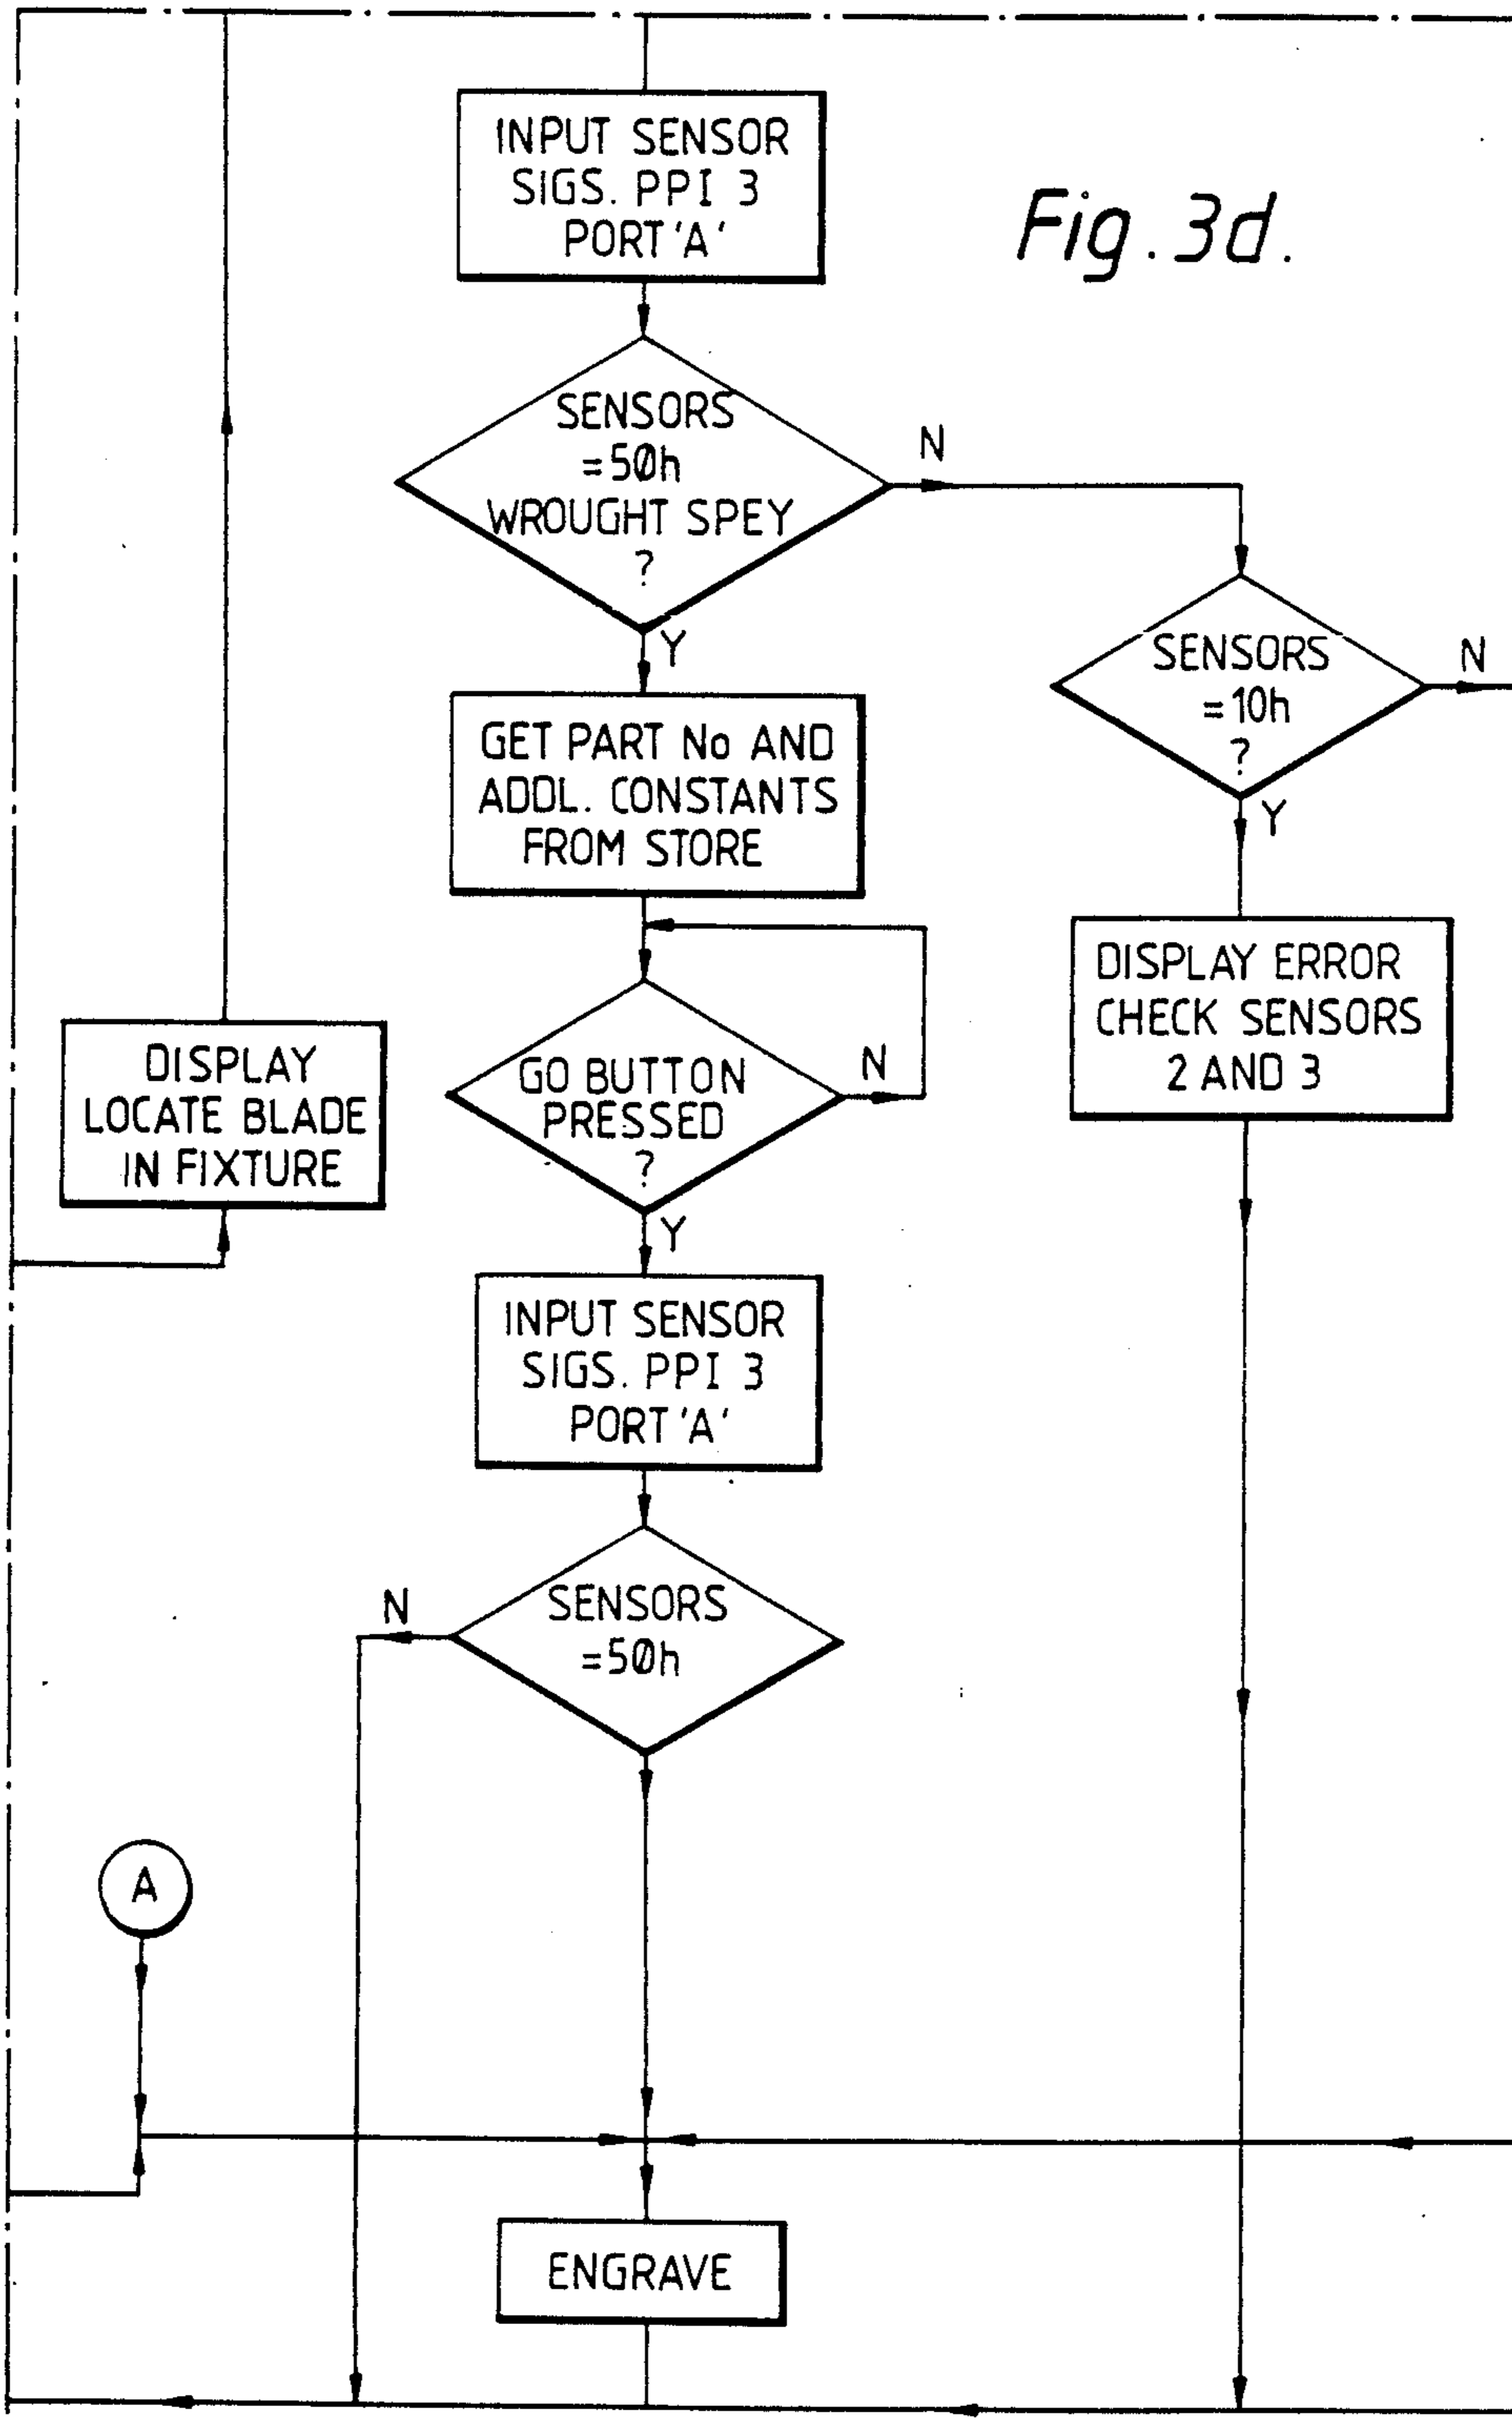 INPUT SENSOR
SIGS. PPI 3
PORT 'A'
Fig. 3d.
SENSORS
=50h
WROUGHT SPEY
?
N
Y
SENSORS
=10h
?
N
Y
GET PART No AND
ADDL. CONSTANTS
FROM STORE
DISPLAY ERROR
CHECK SENSORS
2 AND 3
DISPLAY
LOCATE BLADE
IN FIXTURE
GO BUTTON
PRESSED
?
N
Y
INPUT SENSOR
SIGS. PPI 3
PORT 'A'
SENSORS
=50h
N
A
ENGRAVE